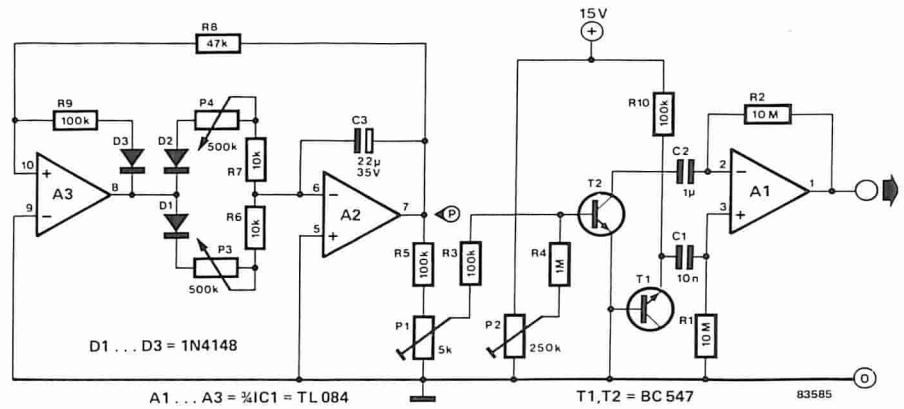 15V
+
R8
47k
R9
100k
D3
D2
P4
500k
R7
10k
C3
22µ
35V
R10
100k
R2
10 M
C2
1µ
10
+
A3
8
9
−
D1
R6
10k
P3
500k
6
−
A2
7
5
+
P
T2
2
−
A1
1
3
+
R5
100k
R3
100k
R4
1M
C1
10n
T1
P1
5k
P2
250k
R1
10 M
D1 . . . D3 = 1N4148
0
A1 . . . A3 = ¾IC1 = TL 084
T1,T2 = BC 547
83585